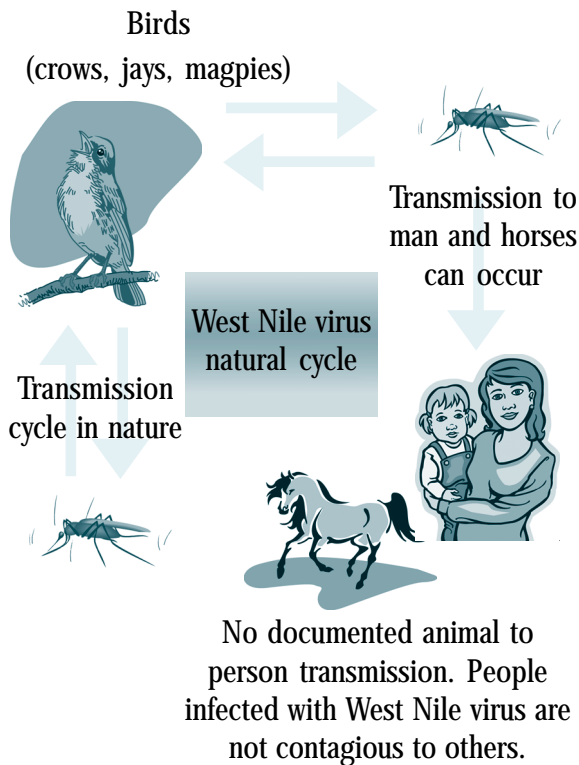 Birds
(crows, jays, magpies)
Transmission to
man and horses
can occur
West Nile virus
natural cycle
Transmission
cycle in nature
No documented animal to
person transmission. People
infected with West Nile virus are
not contagious to others.